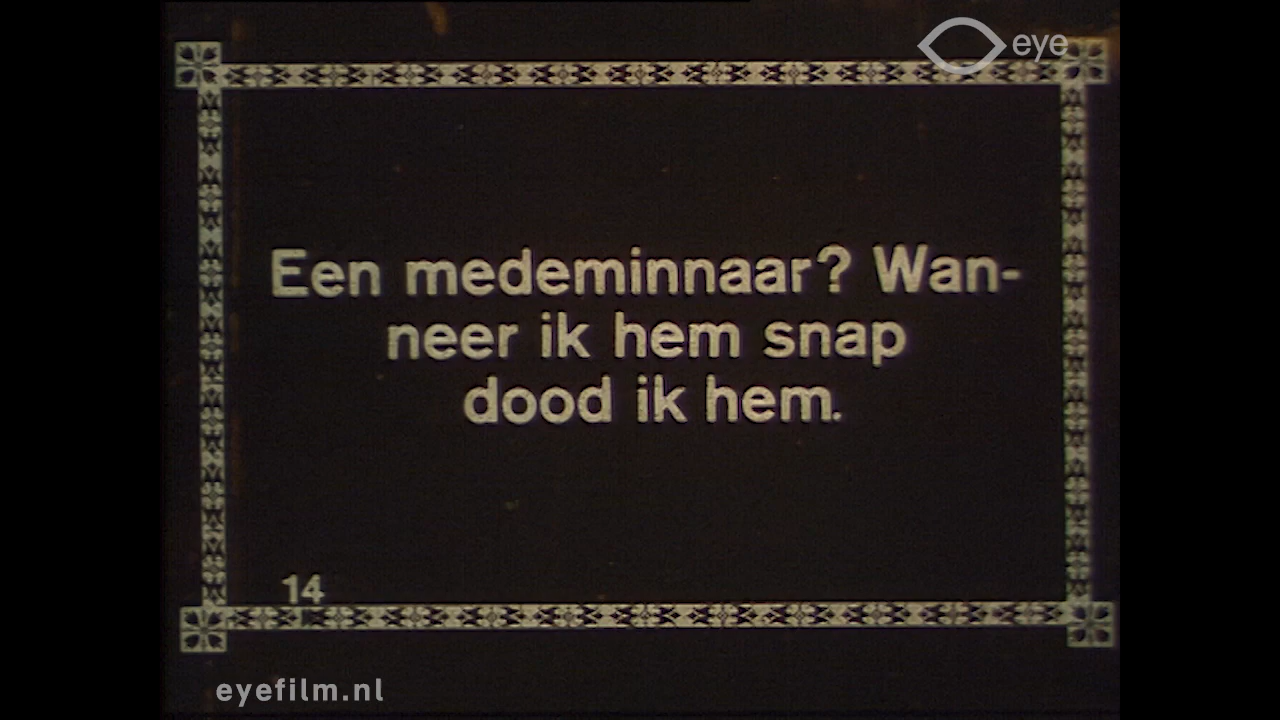 eye
Een medeminnaar? Wan-
neer ik hem snap
dood ik hem.
14
eyefilm.nl